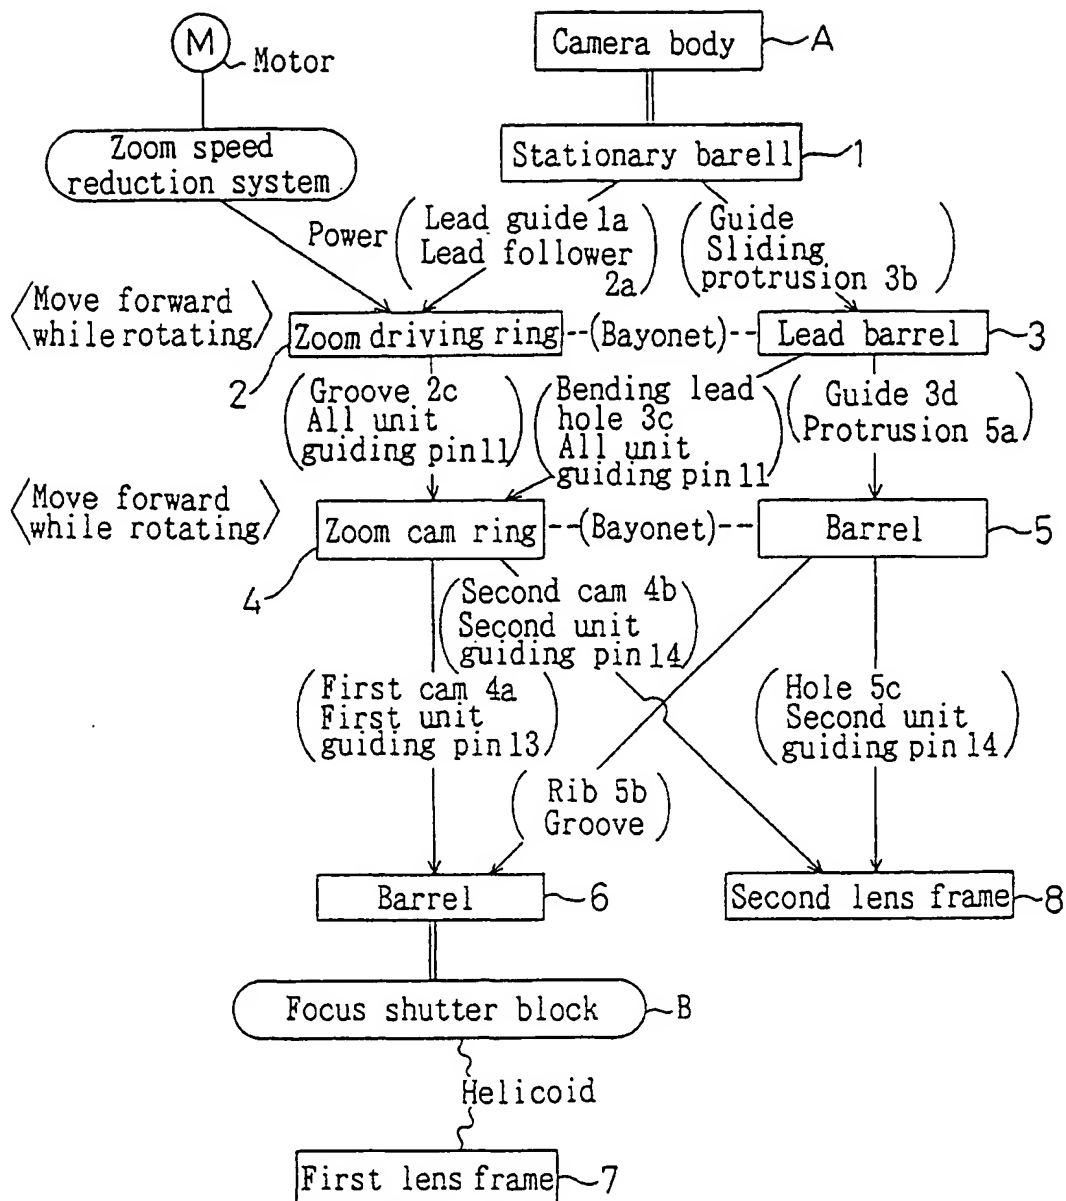 M
Motor
Camera body
A
Zoom speed
reduction system
Stationary barell
1
Power
Lead guide 1a
Lead follower
2a
Guide
Sliding
protrusion 3b
Move forward
while rotating
Zoom driving ring
(Bayonet)
Lead barrel
3
2
Groove 2c
All unit
guiding pin 11
Bending lead
hole 3c
All unit
guiding pin 11
Guide 3d
Protrusion 5a
Move forward
while rotating
Zoom cam ring
(Bayonet)
Barrel
5
4
Second cam 4b
Second unit
guiding pin 14
First cam 4a
First unit
guiding pin 13
Hole 5c
Second unit
guiding pin 14
Rib 5b
Groove
Barrel
6
Second lens frame
8
Focus shutter block
B
Helicoid
First lens frame
7